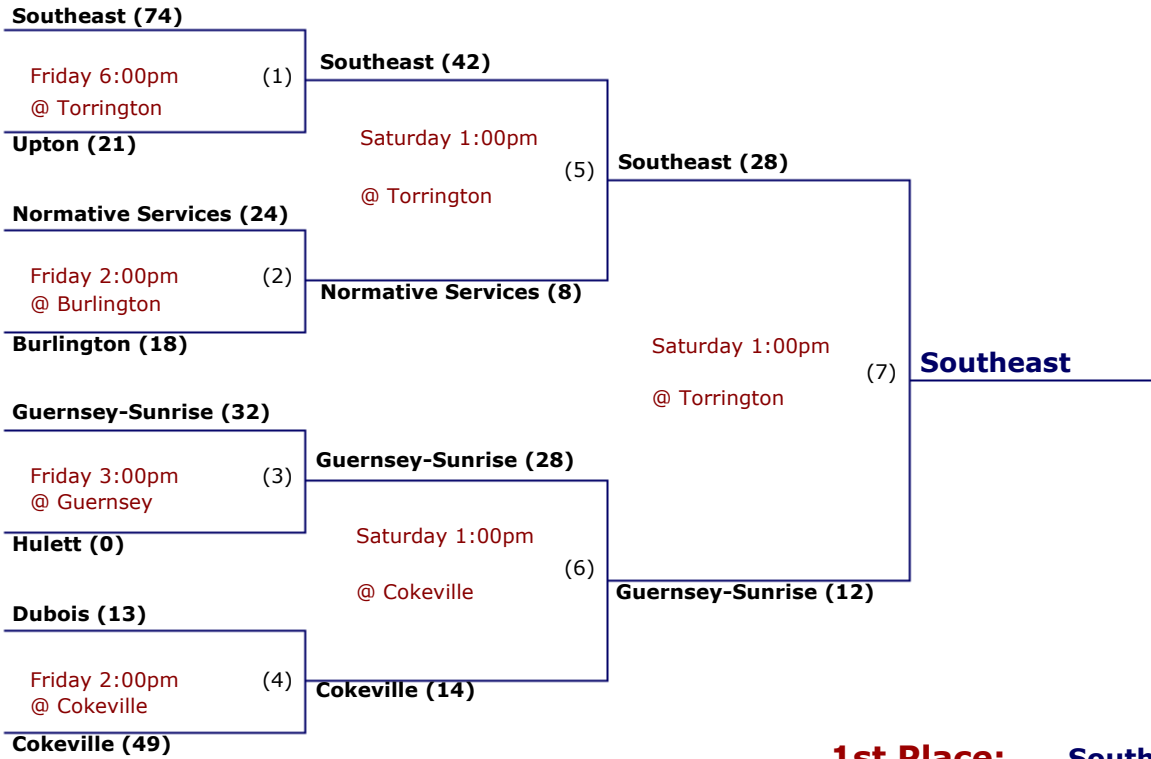 Southeast (74)
Friday 6:00pm (1)
@ Torrington
Upton (21)
Normative Services (24)
Friday 2:00pm (2)
@ Burlington
Burlington (18)
Guernsey-Sunrise (32)
Friday 3:00pm (3)
@ Guernsey
Hulett (0)
Dubois (13)
Friday 2:00pm (4)
@ Cokeville
Cokeville (49)
Southeast (42)
Saturday 1:00pm
(5)
@ Torrington
Normative Services (8)
Guernsey-Sunrise (28)
Saturday 1:00pm
(6)
@ Cokeville
Cokeville (14)
Southeast (28)
Saturday 1:00pm
(7)
@ Torrington
Guernsey-Sunrise (12)
Southeast
1st Place: South